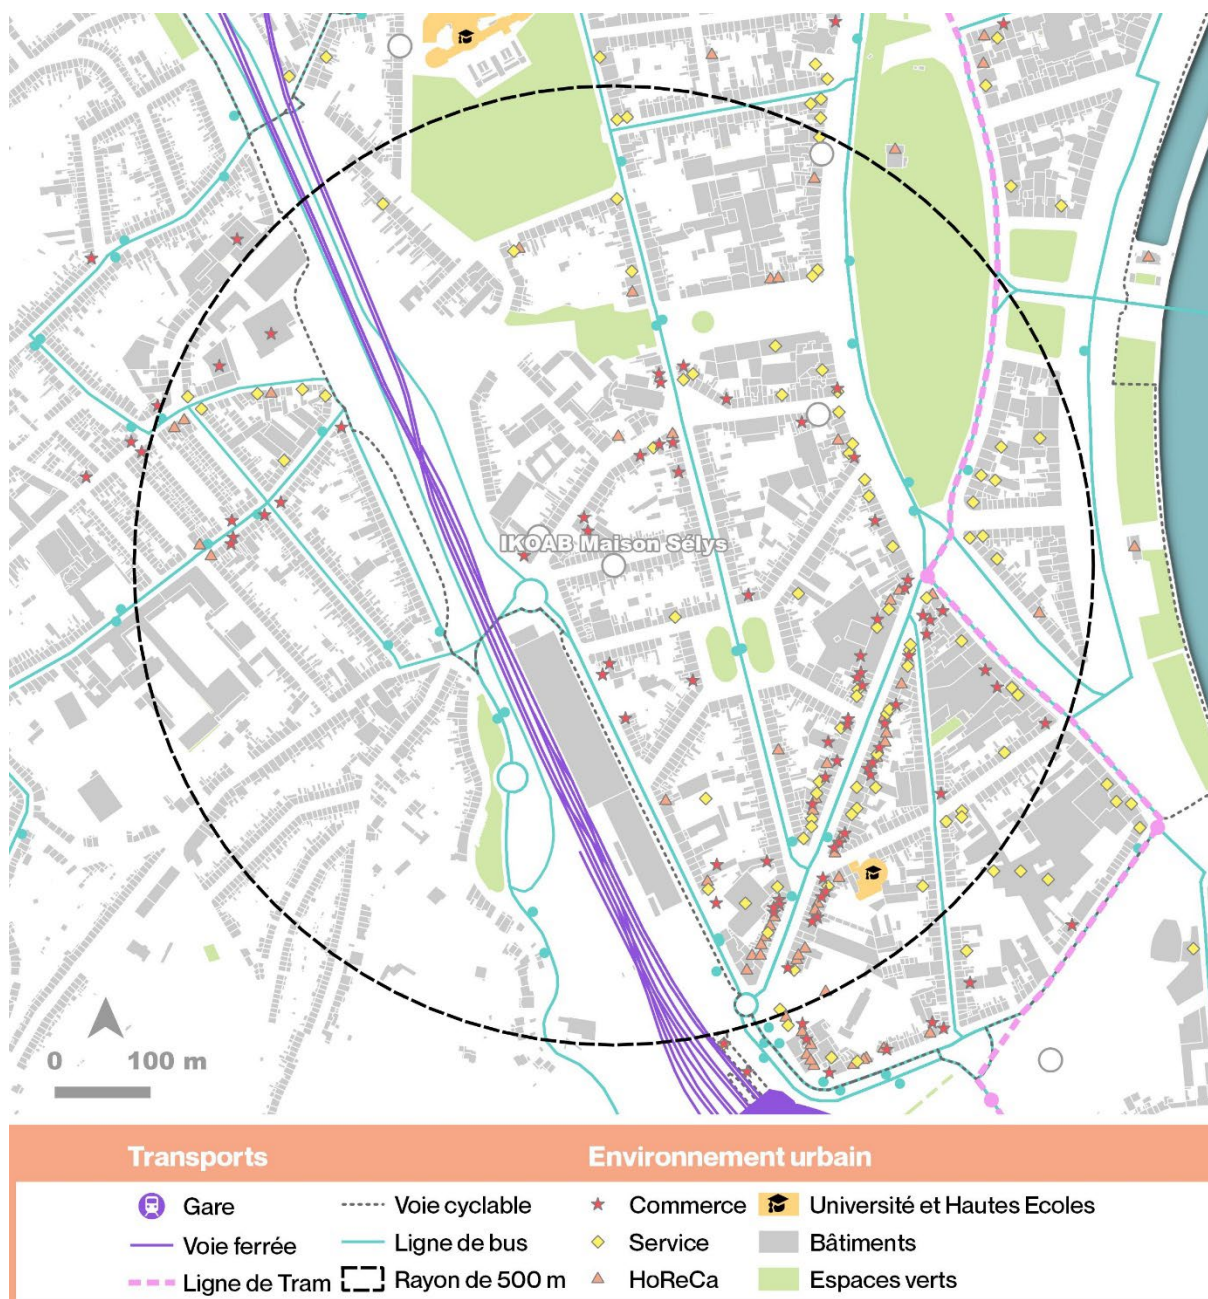 IKOAB Maison Sélys
0 100 m
Transports Environnement urbain
Gare Voie cyclable Commerce Université et Hautes Ecoles
Voie ferrée Ligne de bus Service Bâtiments
Ligne de Tram Rayon de 500 m HoReCa Espaces verts